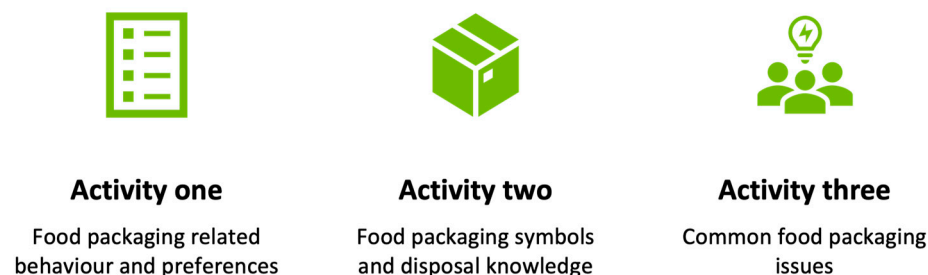 Activity one
Food packaging related
behaviour and preferences
Activity two
Food packaging symbols
and disposal knowledge
Activity three
Common food packaging
issues